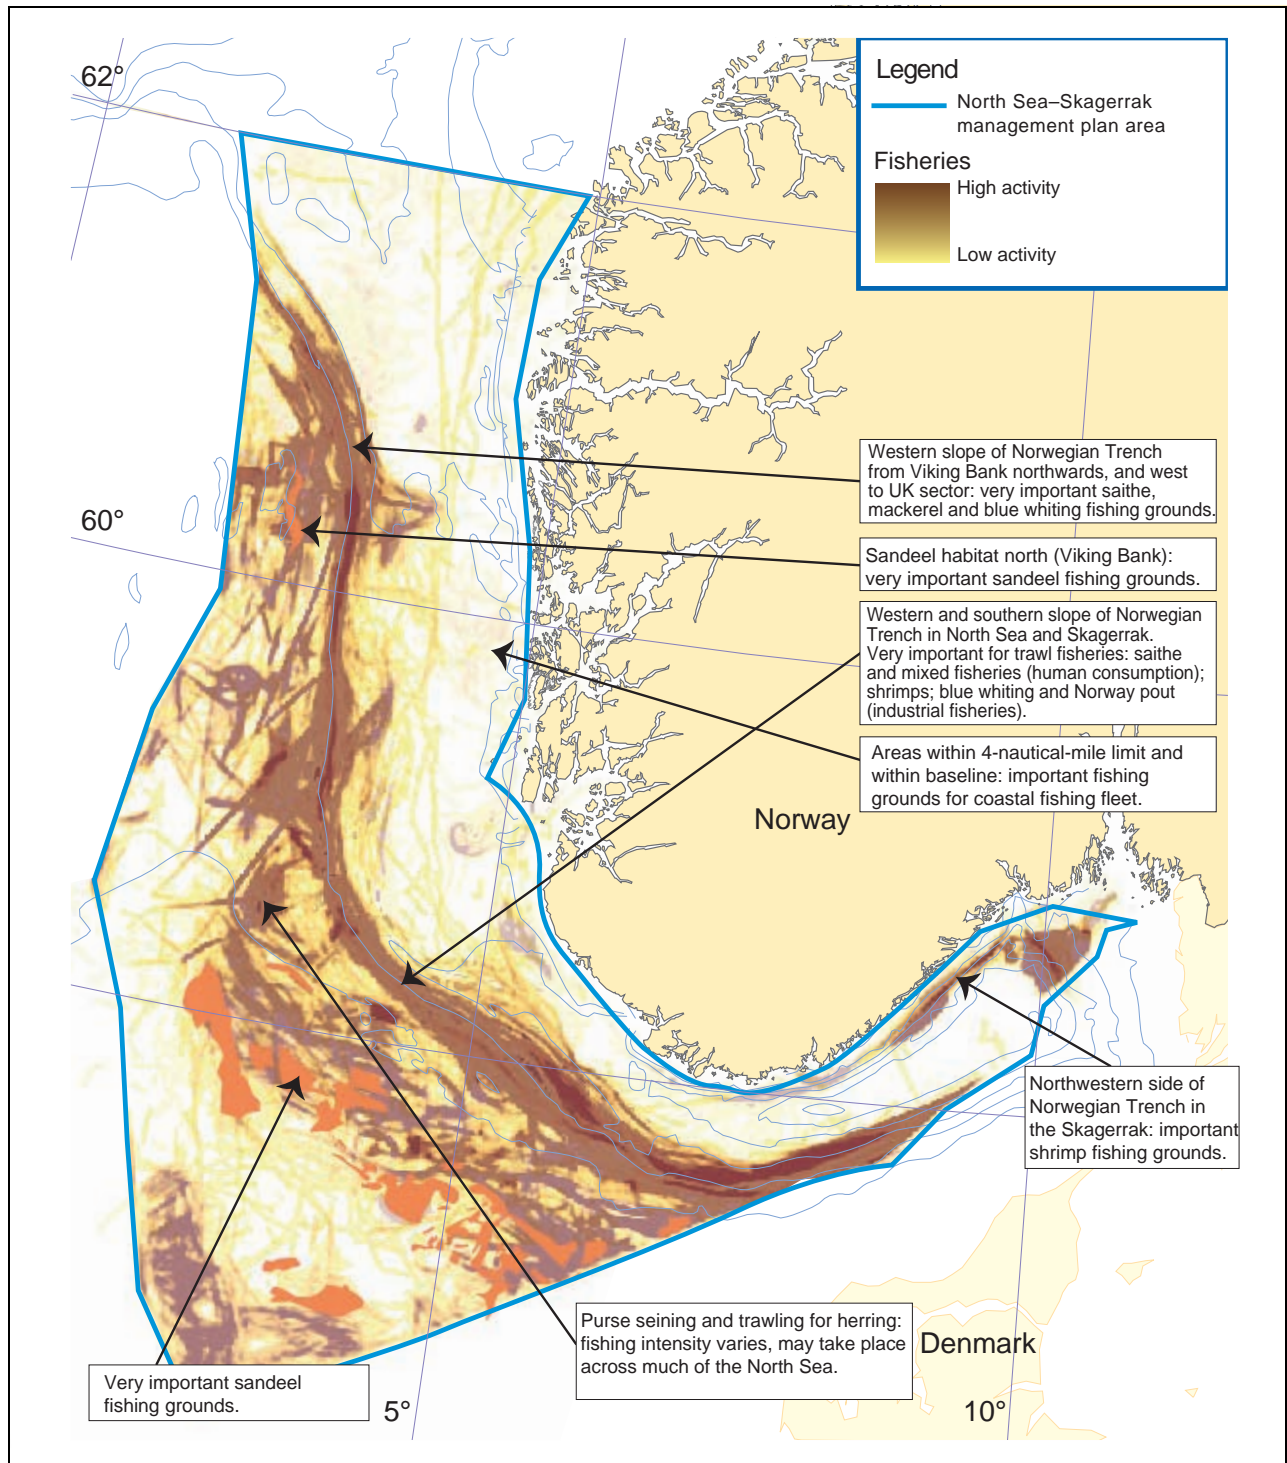 62°
Legend
North Sea–Skagerrak
management plan area
Fisheries
High activity
Low activity
Western slope of Norwegian Trench
from Viking Bank northwards, and west
to UK sector: very important saithe,
mackerel and blue whiting fishing grounds.
60°
Sandeel habitat north (Viking Bank):
very important sandeel fishing grounds.
Western and southern slope of Norwegian
Trench in North Sea and Skagerrak.
Very important for trawl fisheries: saithe
and mixed fisheries (human consumption);
shrimps; blue whiting and Norway pout
(industrial fisheries).
Areas within 4-nautical-mile limit and
within baseline: important fishing
grounds for coastal fishing fleet.
Norway
Northwestern side of
Norwegian Trench in
the Skagerrak: important
shrimp fishing grounds.
Purse seining and trawling for herring:
fishing intensity varies, may take place
across much of the North Sea.
Denmark
Very important sandeel
fishing grounds.
5°
10°